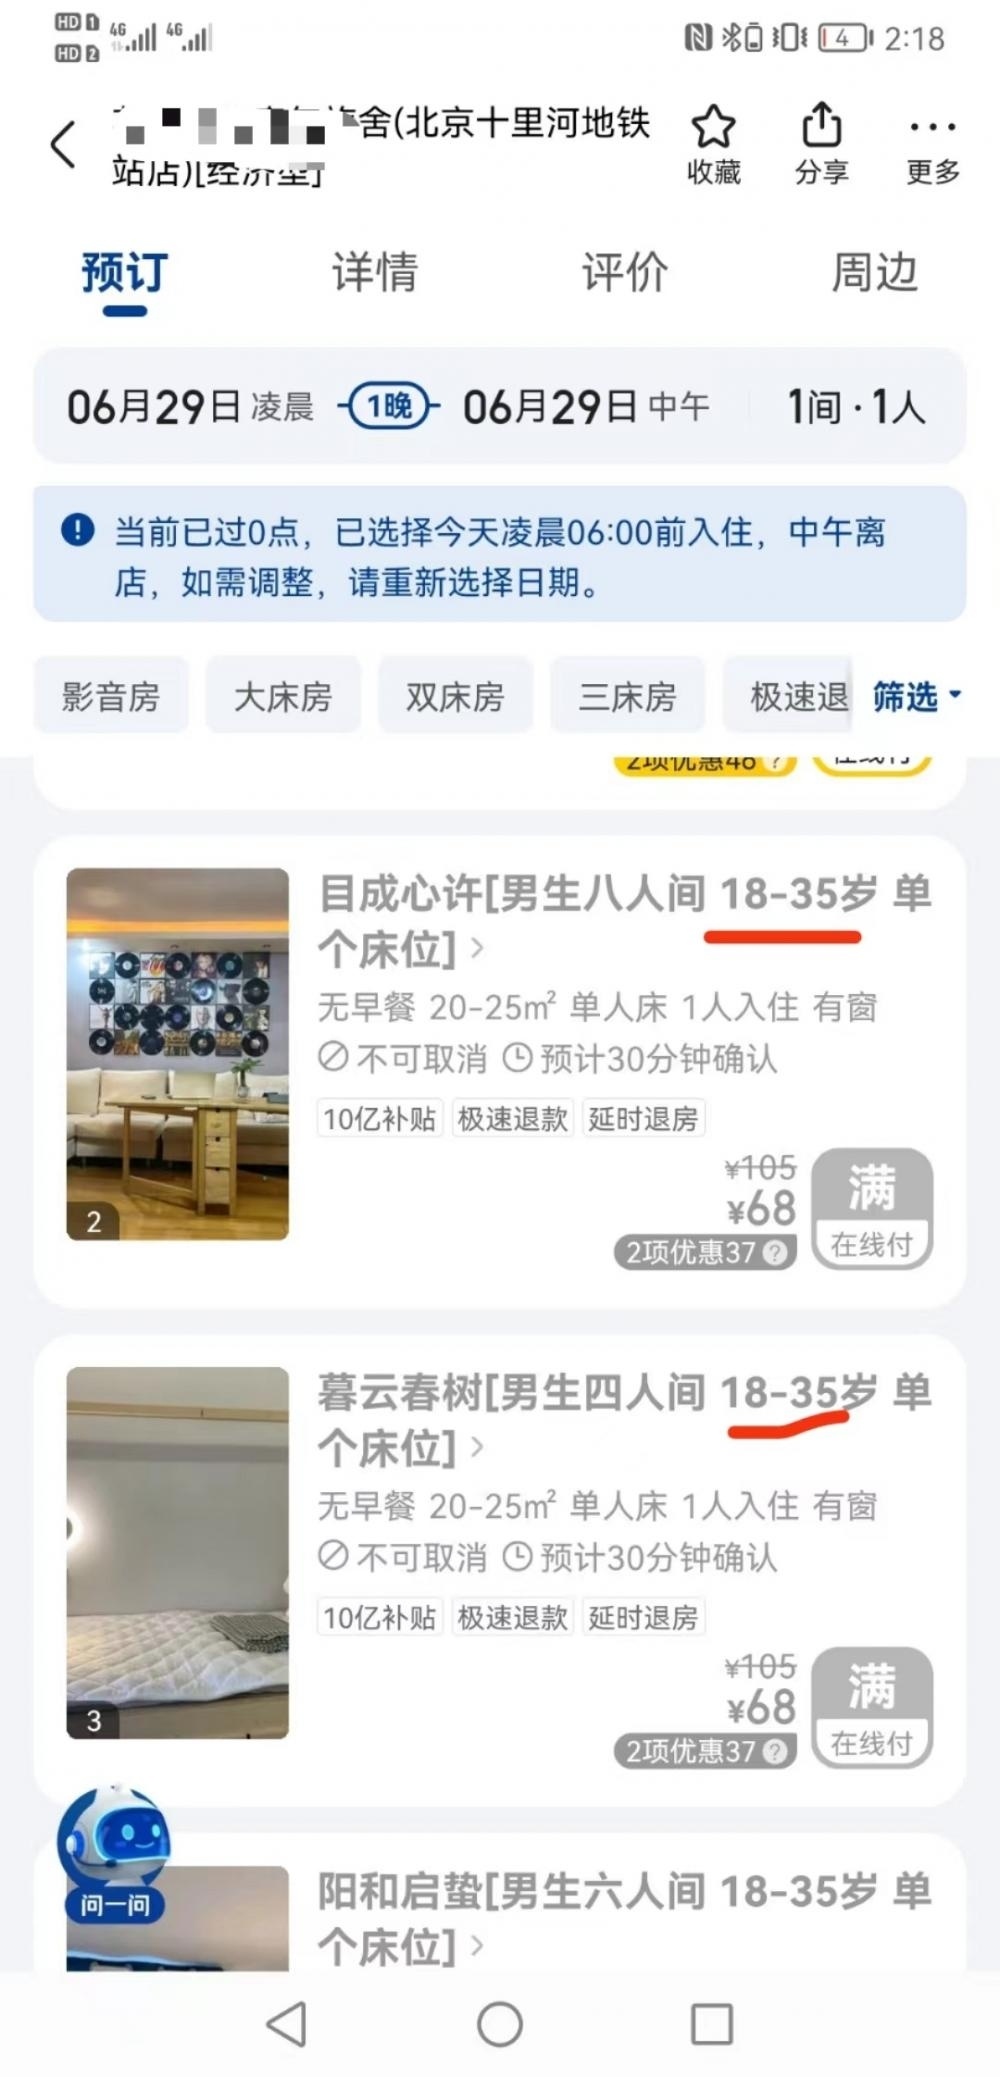 HD 1 4G 4G
HD 2
4 2:18
舍(北京十里河地铁
站店)[经济型]
收藏 分享 更多
预订 详情 评价 周边
06月29日 凌晨 1晚 06月29日 中午 1间·1人
当前已过0点，已选择今天凌晨06:00前入住，中午离
店，如需调整，请重新选择日期。
影音房 大床房 双床房 三床房 极速退 筛选
2项优惠46 ? 在线付
目成心许[男生八人间 18-35岁 单
个床位] >
无早餐 20-25m² 单人床 1人入住 有窗
不可取消 预计30分钟确认
10亿补贴 极速退款 延时退房
¥105
¥68
2项优惠37 ?
满
在线付
2
暮云春树[男生四人间 18-35岁 单
个床位] >
无早餐 20-25m² 单人床 1人入住 有窗
不可取消 预计30分钟确认
10亿补贴 极速退款 延时退房
¥105
¥68
2项优惠37 ?
满
在线付
3
问一问
阳和启蛰[男生六人间 18-35岁 单
个床位] >